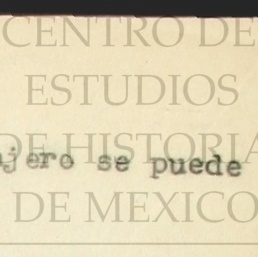 CENTRO DE
ESTUDIOS
DE HISTORIA
jero se puede
DE MEXICO